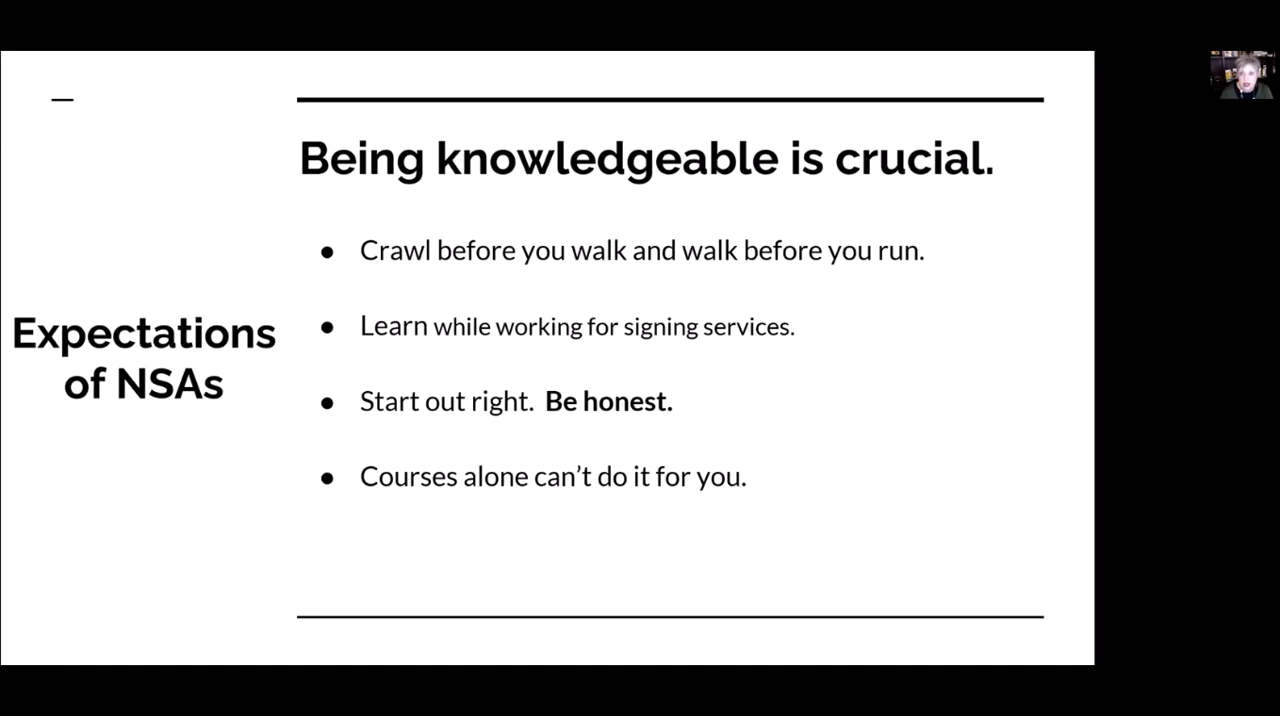 Being knowledgeable is crucial.
● Crawl before you walk and walk before you run.
● Learn while working for signing services.
Expectations
of NSAs
● Start out right.  Be honest.
● Courses alone can’t do it for you.